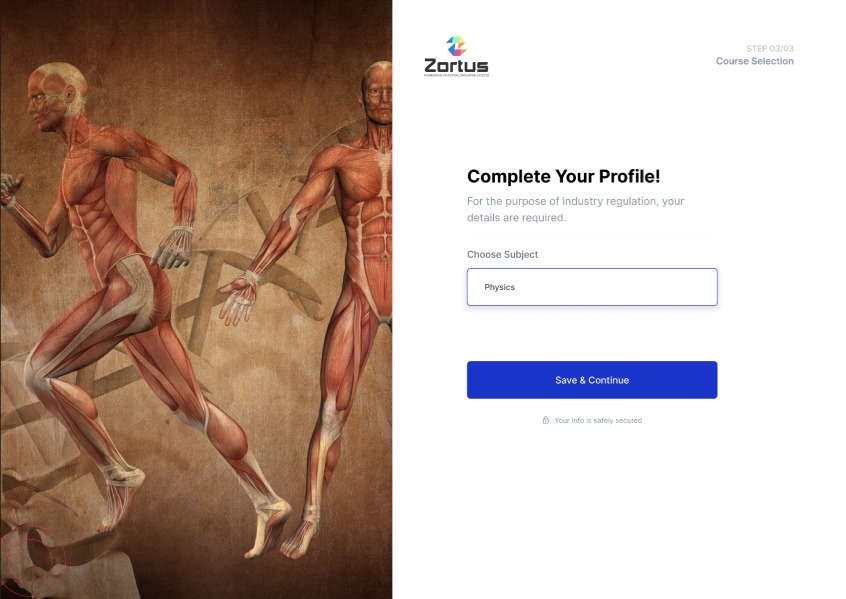 Zortus
STEP 03/03
Course Selection
Complete Your Profile!
For the purpose of industry regulation, your
details are required.
Choose Subject
Physics
Save & Continue
Your Info is safely secured